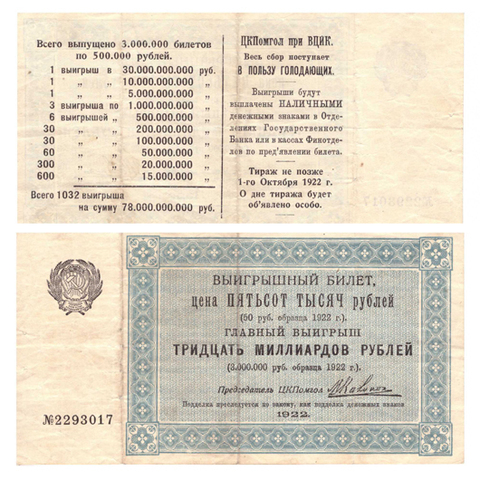 Всего выпущено 3.000.000 билетов
по 500.000 рублей.
1 выигрыш в 30.000.000.000 руб.
1 „ „ 10.000.000.000 „
1 „ „ 5.000.000.000 „
3 выигрыша по 1.000.000.000 „
6 выигрышей „ 500.000.000 „
30 „ „ 200.000.000 „
30 „ „ 100.000.000 „
60 „ „ 50.000.000 „
300 „ „ 20.000.000 „
600 „ „ 15.000.000 „
Всего 1032 выигрыша
на сумму 78.000.000.000 руб.
ЦКПомгол при ВЦИК.
Весь сбор поступает
В ПОЛЬЗУ ГОЛОДАЮЩИХ.
Выигрыши будут
выплачены НАЛИЧНЫМИ
денежными знаками в Отде-
лениях Государственного
Банка или в кассах Финотде-
лов по пред'явлении билета.
Тираж не позже
1-го Октября 1922 г.
О дне тиража будет
об'явлено особо.
ВЫИГРЫШНЫЙ БИЛЕТ,
цена ПЯТЬСОТ ТЫСЯЧ рублей
(50 руб. образца 1922 г.).
ГЛАВНЫЙ ВЫИГРЫШ
ТРИДЦАТЬ МИЛЛИАРДОВ РУБЛЕЙ
(3.000.000 руб. образца 1922 г.).
Председатель ЦКПомгол
Подделка преследуется по закону, как подделка денежных знаков
1922.
№2293017